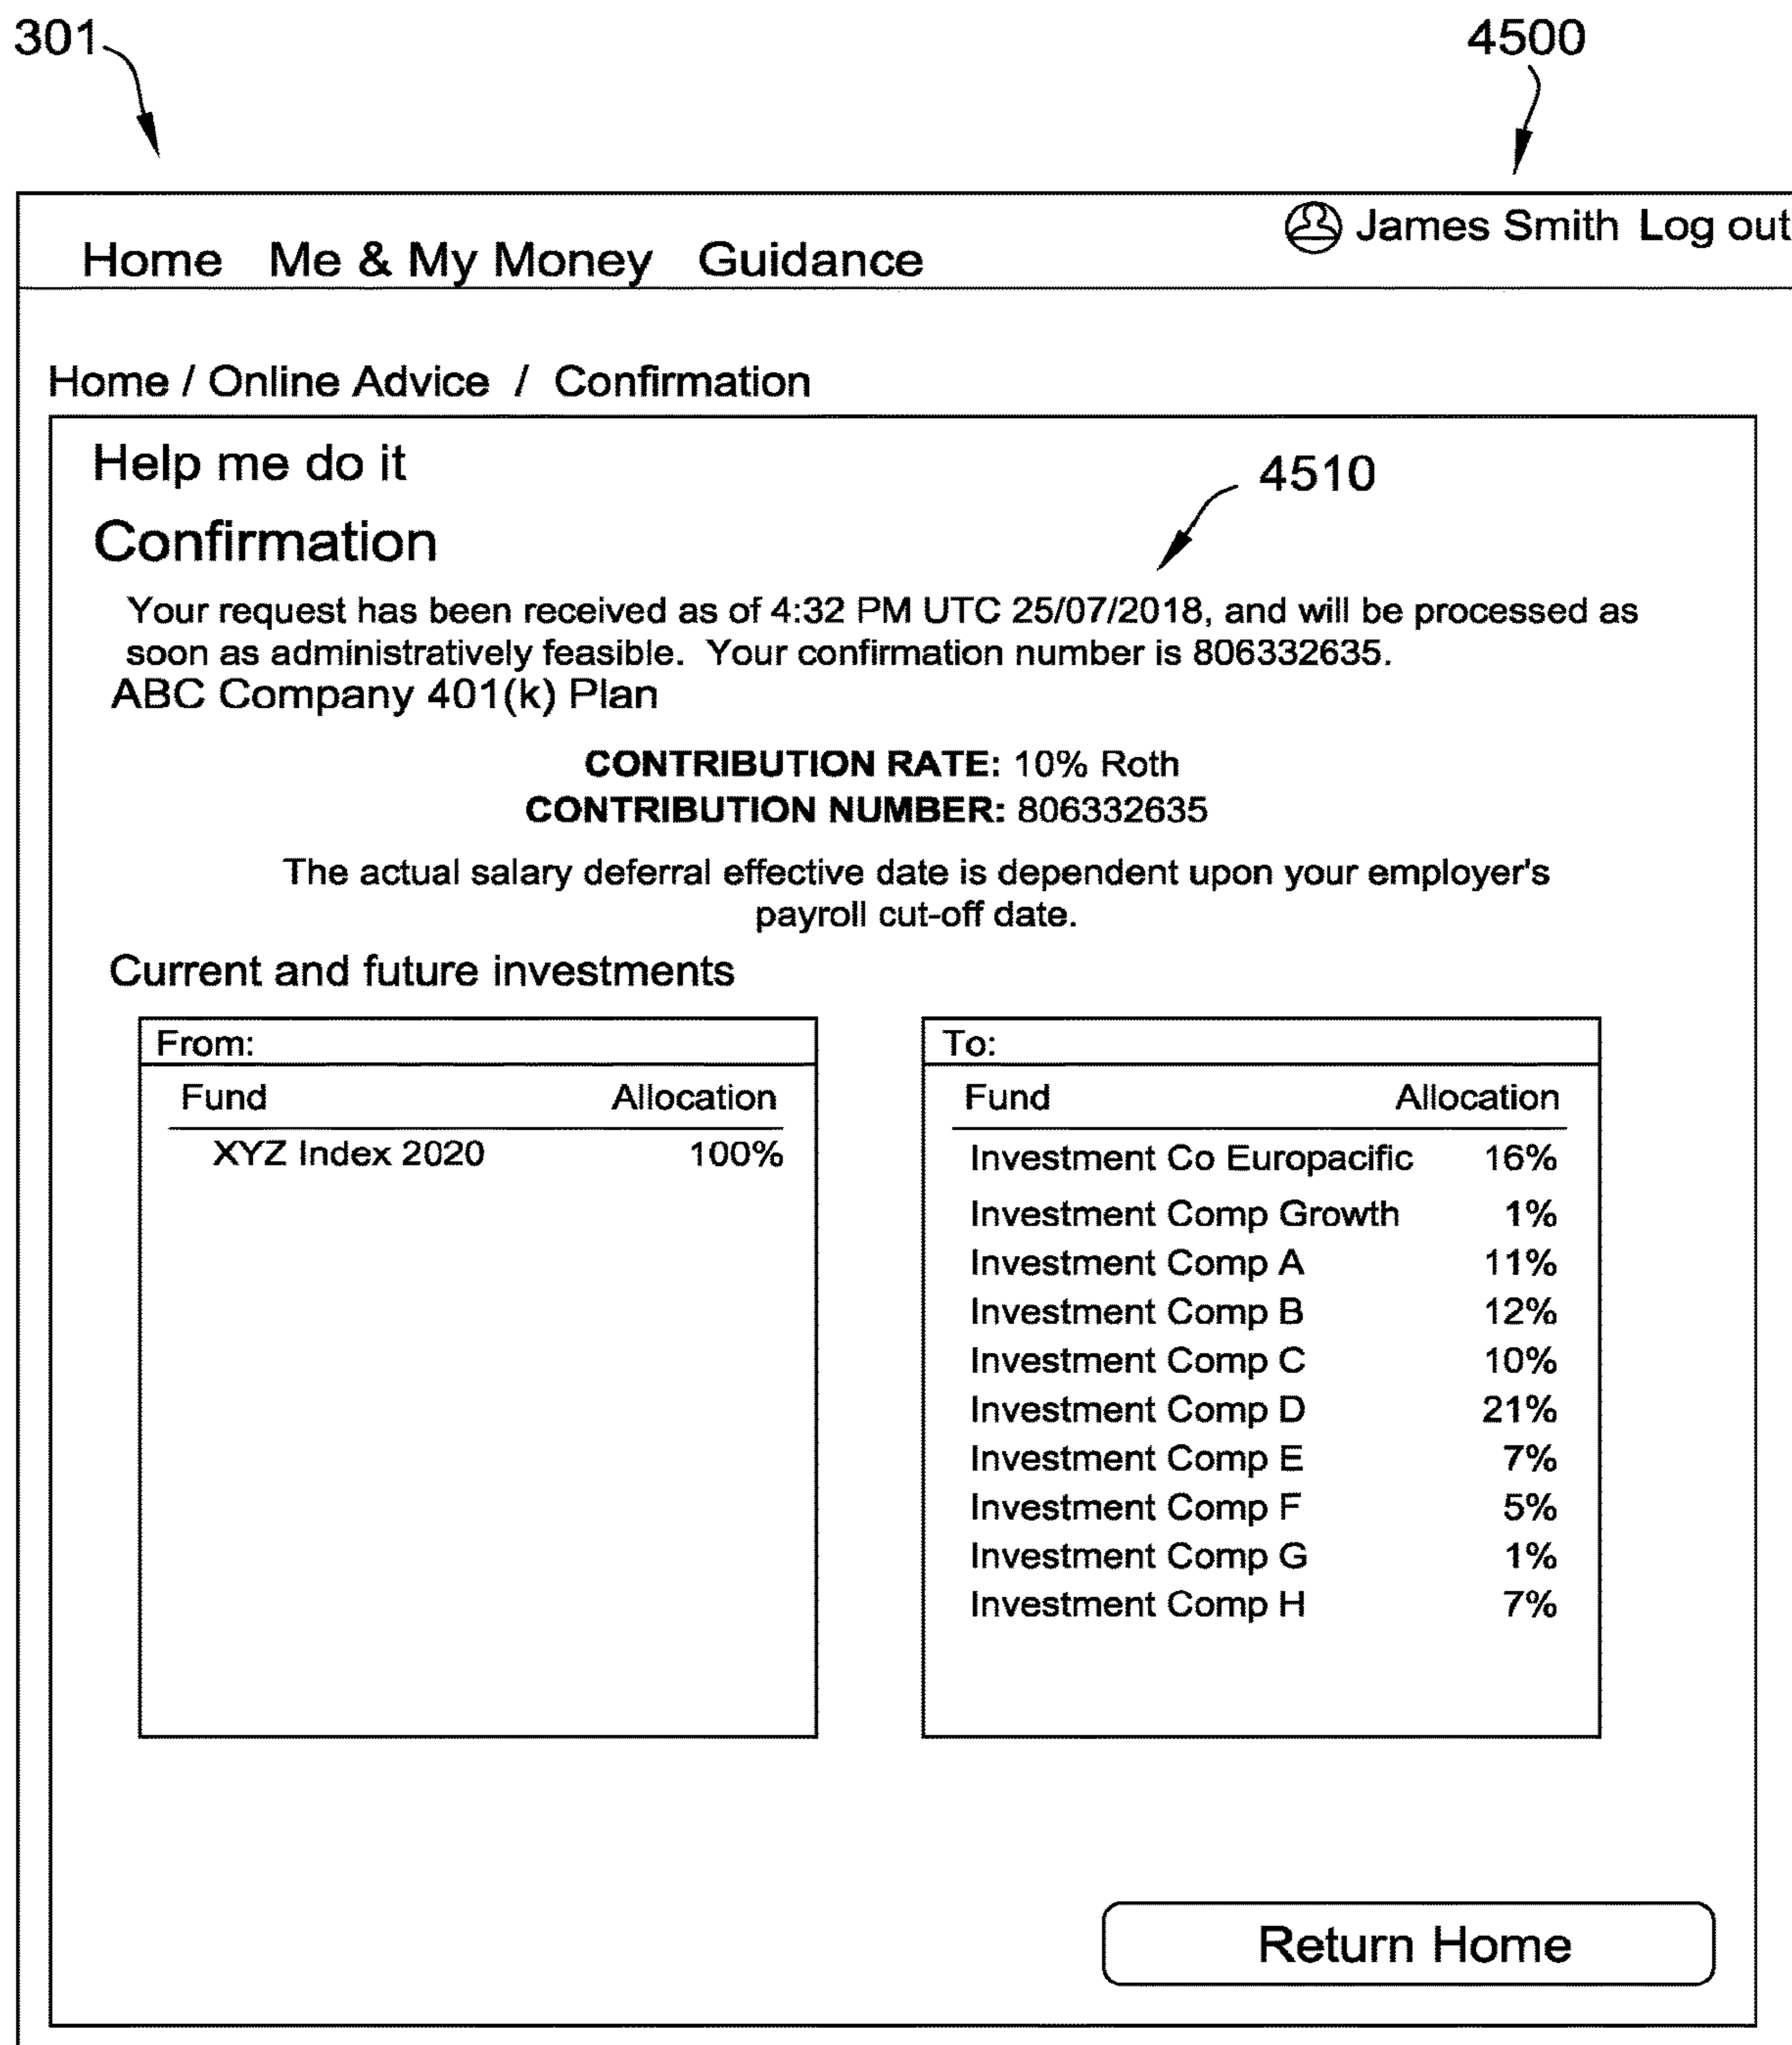 301
4500
James Smith Log out
Home Me & My Money Guidance
Home / Online Advice / Confirmation
Help me do it
4510
Confirmation
Your request has been received as of 4:32 PM UTC 25/07/2018, and will be processed as
soon as administratively feasible. Your confirmation number is 806332635.
ABC Company 401(k) Plan
CONTRIBUTION RATE: 10% Roth
CONTRIBUTION NUMBER: 806332635
The actual salary deferral effective date is dependent upon your employer's
payroll cut-off date.
Current and future investments
From:
Fund Allocation
XYZ Index 2020 100%
To:
Fund Allocation
Investment Co Europacific 16%
Investment Comp Growth 1%
Investment Comp A 11%
Investment Comp B 12%
Investment Comp C 10%
Investment Comp D 21%
Investment Comp E 7%
Investment Comp F 5%
Investment Comp G 1%
Investment Comp H 7%
Return Home